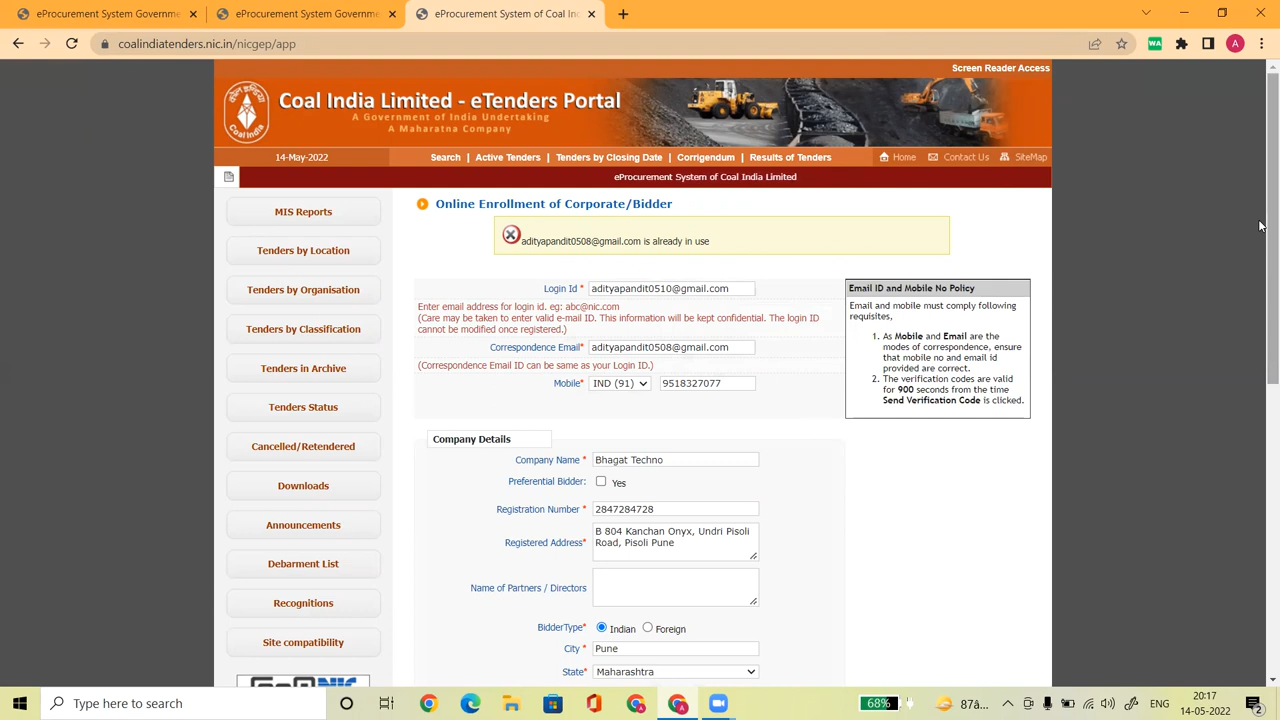 eProcurement System Government
eProcurement System Government
eProcurement System of Coal Ind
coalindiatenders.nic.in/nicgep/app
WA
A
Screen Reader Access
Coal India Limited - eTenders Portal
A Government of India Undertaking
A Maharatna Company
Coal India
14-May-2022
Search | Active Tenders | Tenders by Closing Date | Corrigendum | Results of Tenders
Home Contact Us SiteMap
eProcurement System of Coal India Limited
MIS Reports
Tenders by Location
Tenders by Organisation
Tenders by Classification
Tenders in Archive
Tenders Status
Cancelled/Retendered
Downloads
Announcements
Debarment List
Recognitions
Site compatibility
Online Enrollment of Corporate/Bidder
adityapandit0508@gmail.com is already in use
Login Id * adityapandit0510@gmail.com
Enter email address for login id. eg: abc@nic.com
(Care may be taken to enter valid e-mail ID. This information will be kept confidential. The login ID
cannot be modified once registered.)
Correspondence Email* adityapandit0508@gmail.com
(Correspondence Email ID can be same as your Login ID.)
Mobile* IND (91) 9518327077
Email ID and Mobile No Policy
Email and mobile must comply following
requisites,
1. As Mobile and Email are the
modes of correspondence, ensure
that mobile no and email id
provided are correct.
2. The verification codes are valid
for 900 seconds from the time
Send Verification Code is clicked.
Company Details
Company Name * Bhagat Techno
Preferential Bidder: Yes
Registration Number * 2847284728
Registered Address* B 804 Kanchan Onyx, Undri Pisoli
Road, Pisoli Pune
Name of Partners / Directors
BidderType* Indian Foreign
City * Pune
State* Maharashtra
Type here to search
68%
87â...
ENG
20:17
14-05-2022
2